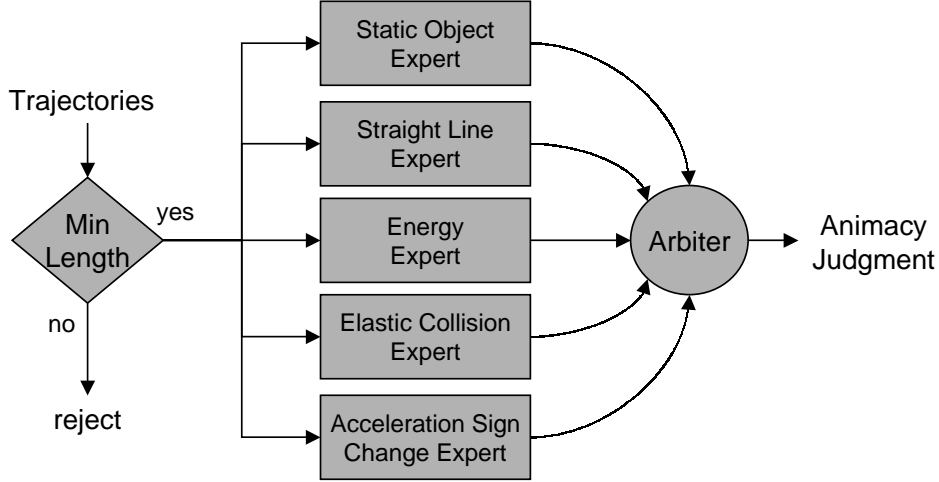 Trajectories
Min
Length
yes
no
reject
Static Object
Expert
Straight Line
Expert
Energy
Expert
Elastic Collision
Expert
Acceleration Sign
Change Expert
Arbiter
Animacy
Judgment